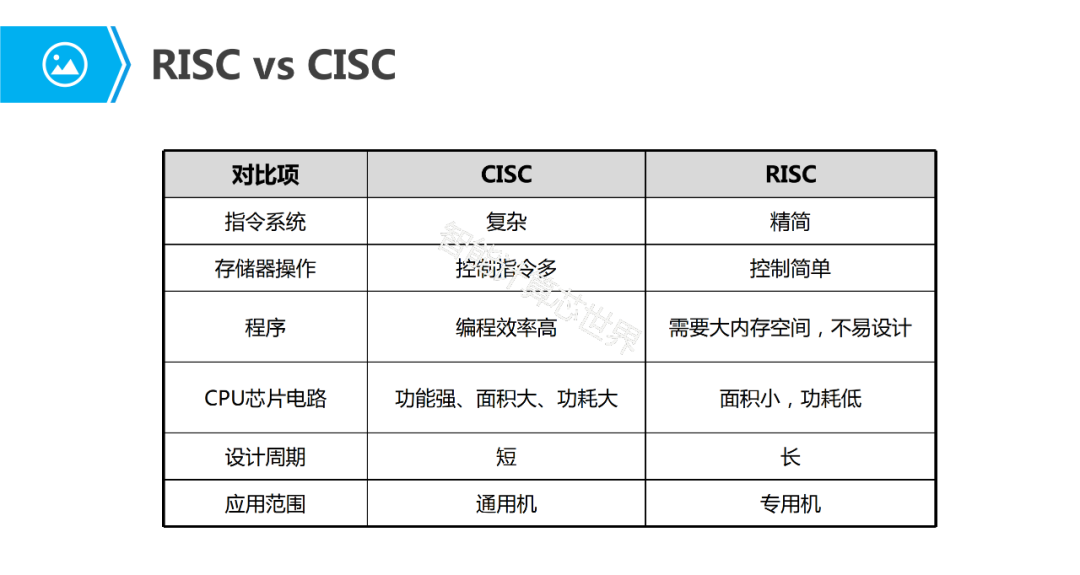 RISC vs CISC
对比项 CISC RISC
指令系统 复杂 精简
存储器操作 控制指令多 控制简单
程序 编程效率高 需要大内存空间，不易设计
CPU芯片电路 功能强、面积大、功耗大 面积小，功耗低
设计周期 短 长
应用范围 通用机 专用机